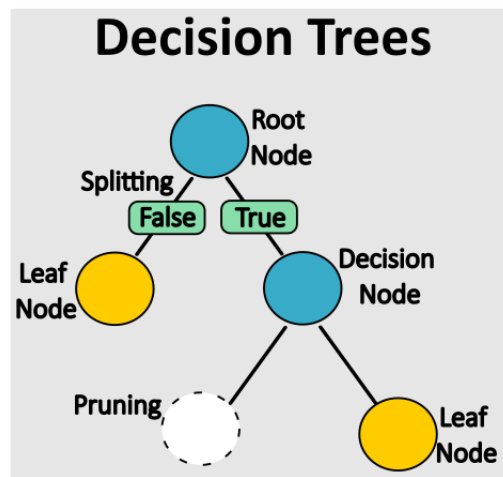 Decision Trees
Root
Node
Splitting
False
True
Leaf
Node
Decision
Node
Pruning
Leaf
Node